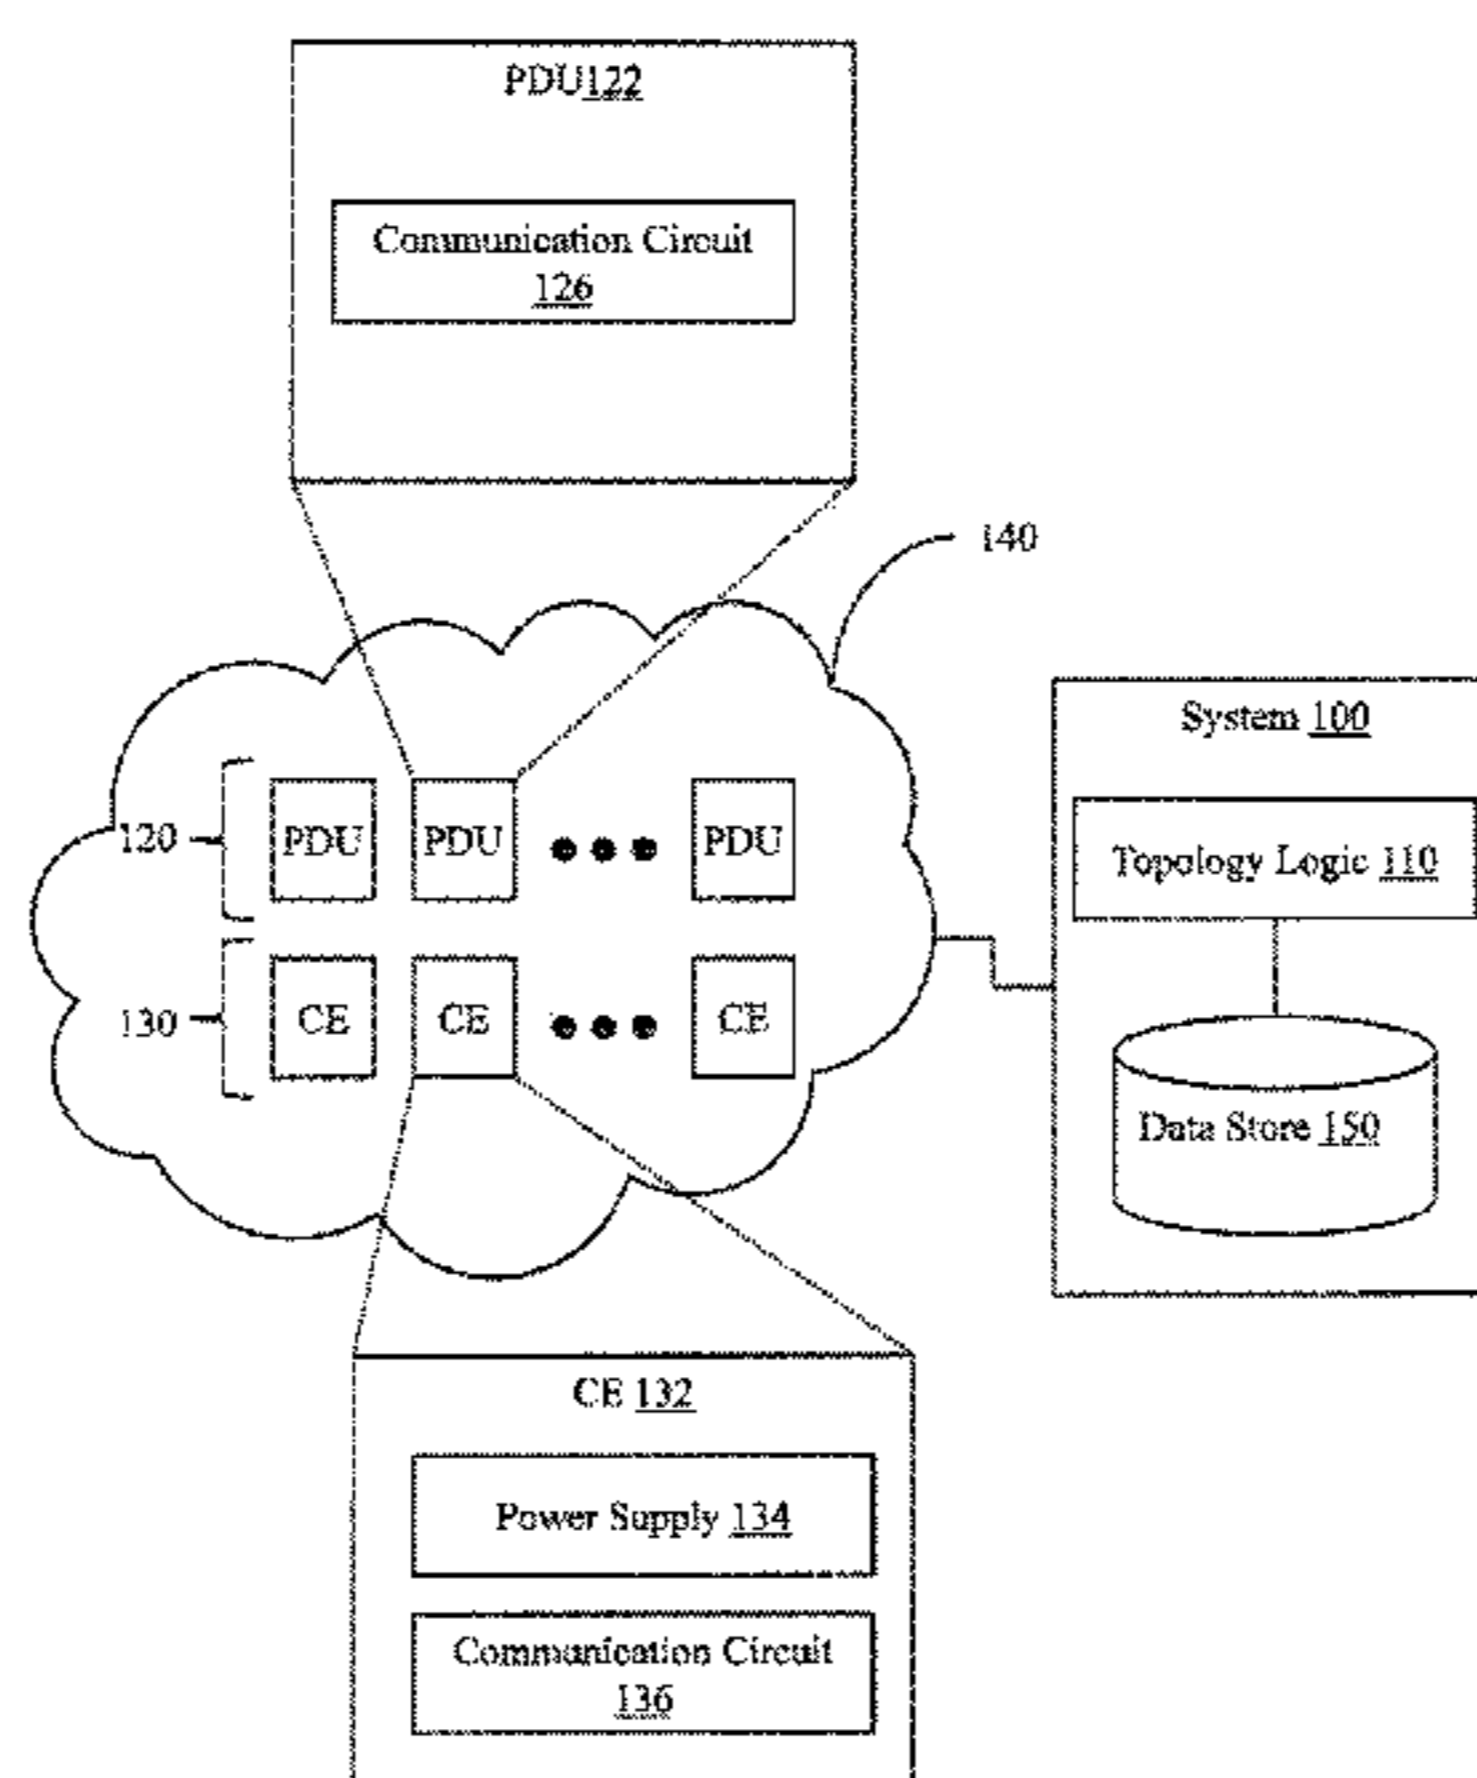 PDU122
Communication Circuit
126
140
System 100
120
PDU
PDU
PDU
Topology Logic 110
130
CE
CE
CE
Data Store 150
CE 132
Power Supply 134
Communication Circuit
136